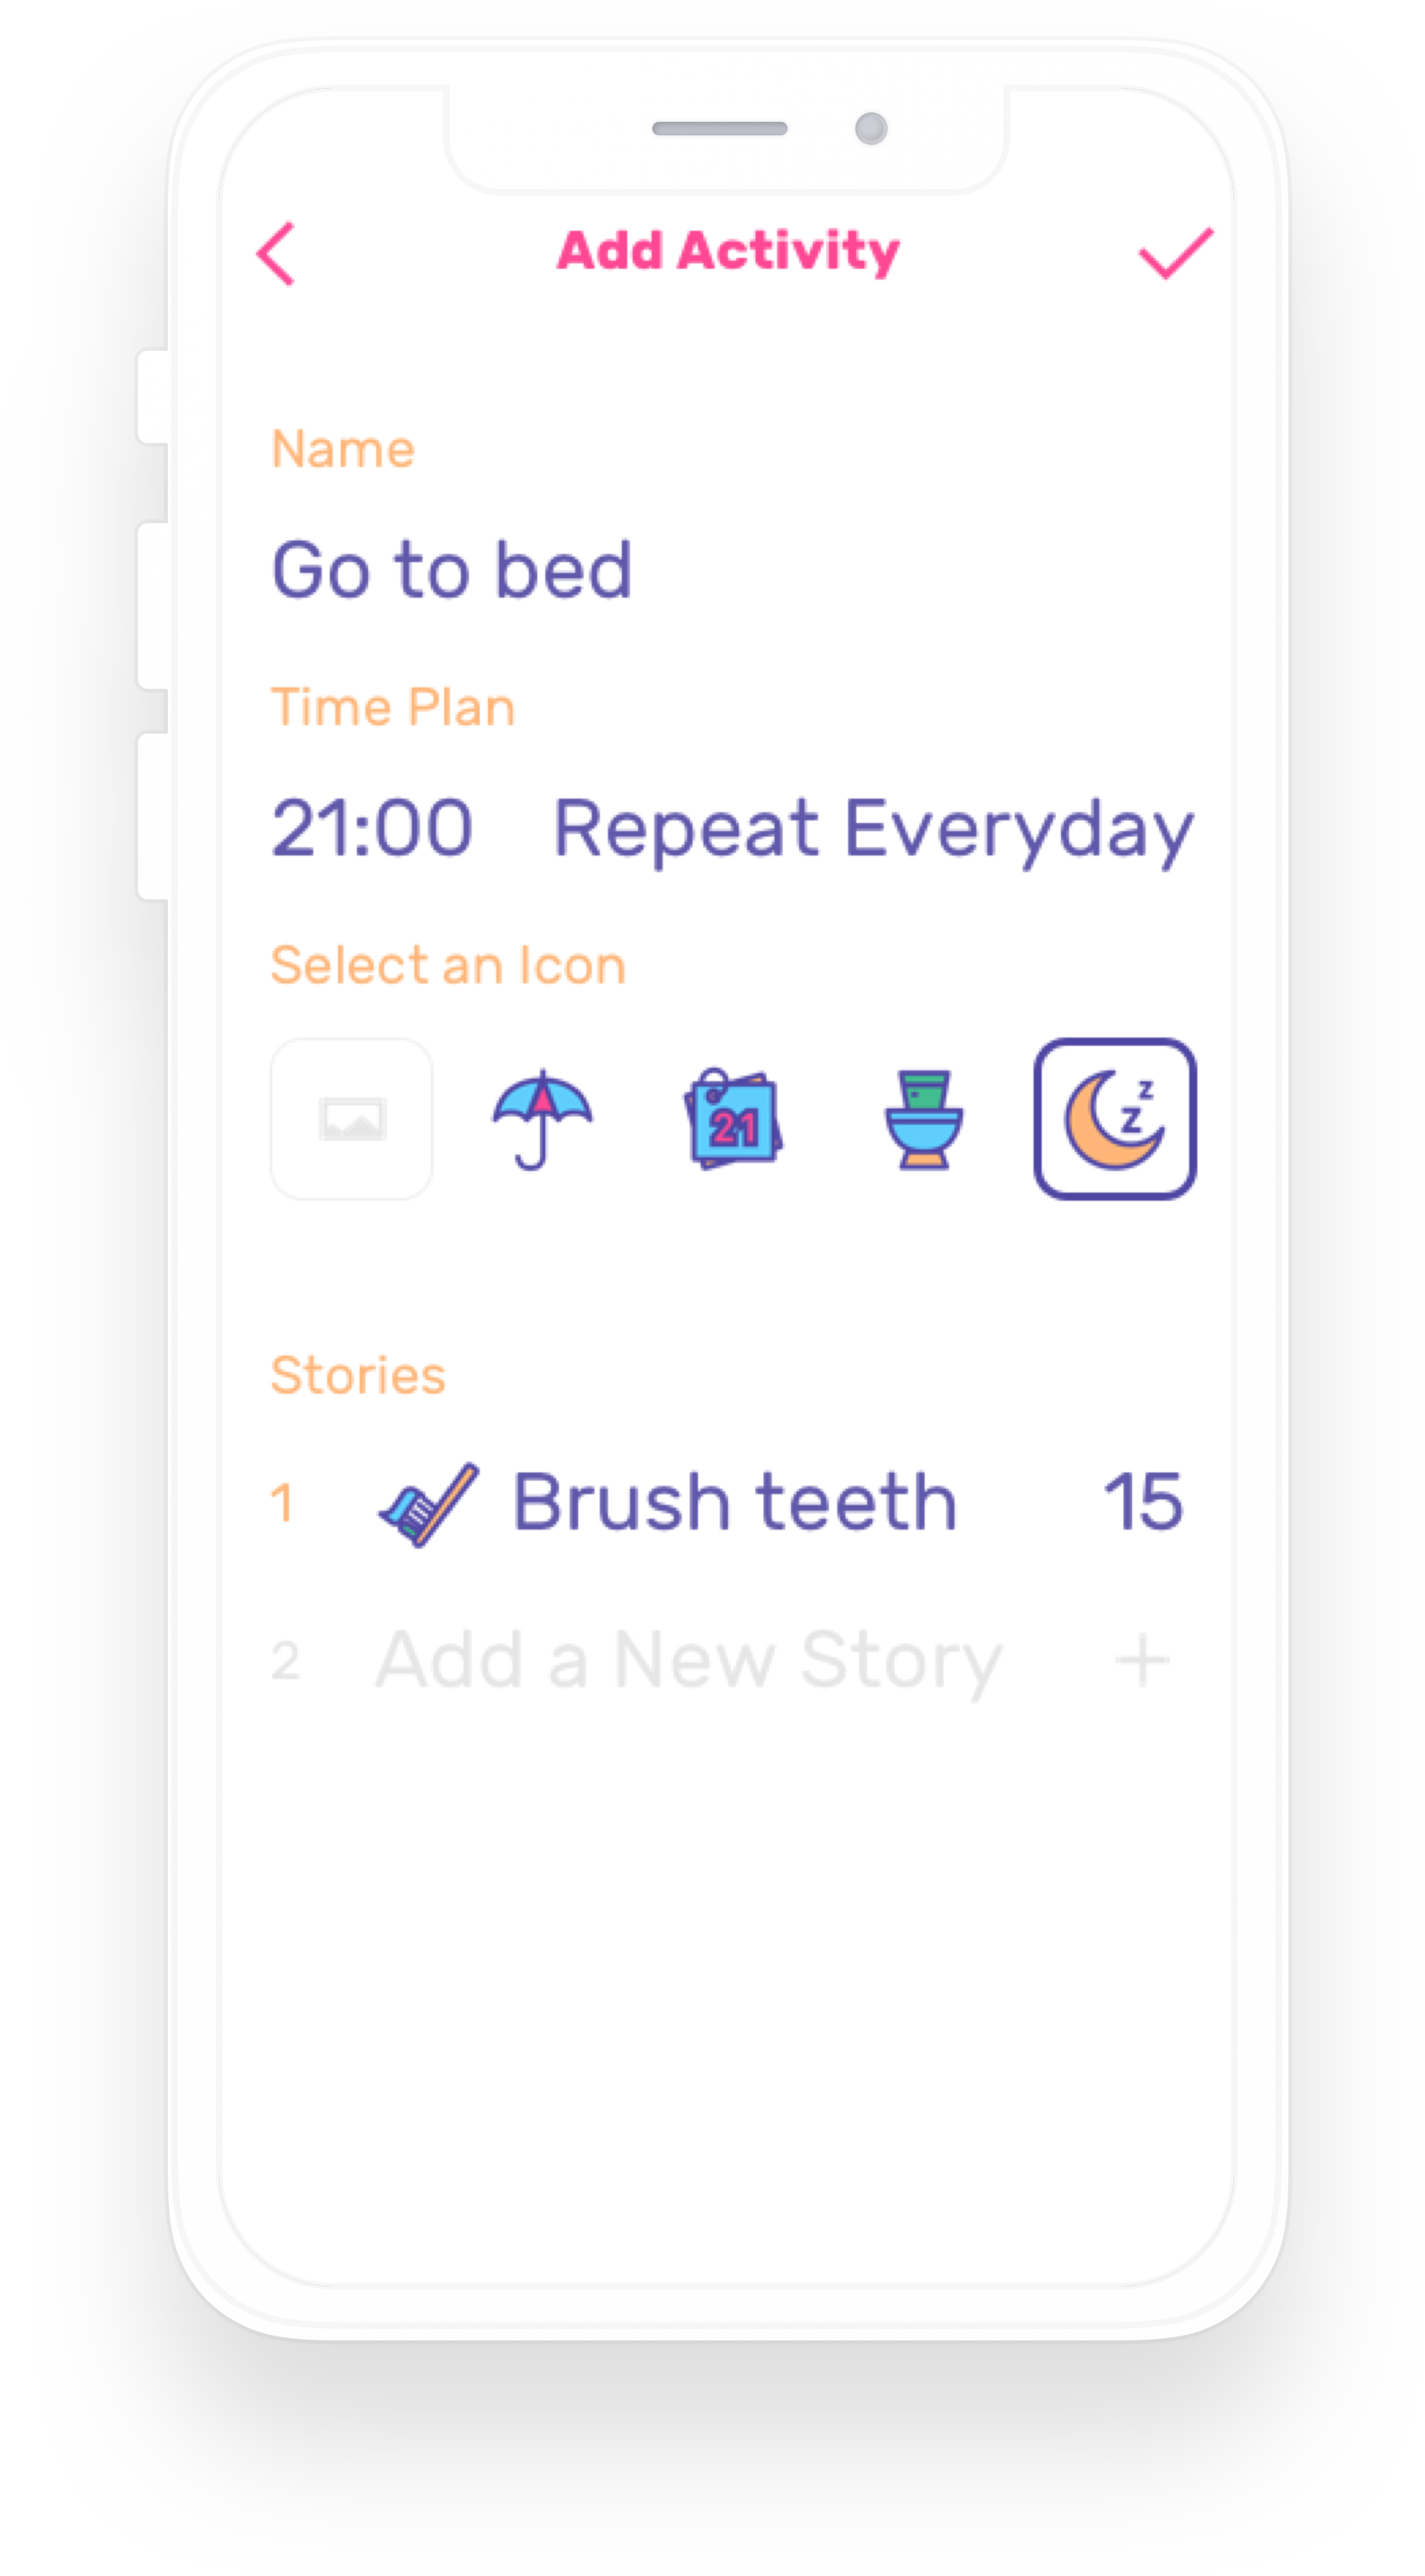 Add Activity
Name
Go to bed
Time Plan
21:00 Repeat Everyday
Select an Icon
21
z
z
Stories
1 Brush teeth 15
2 Add a New Story +